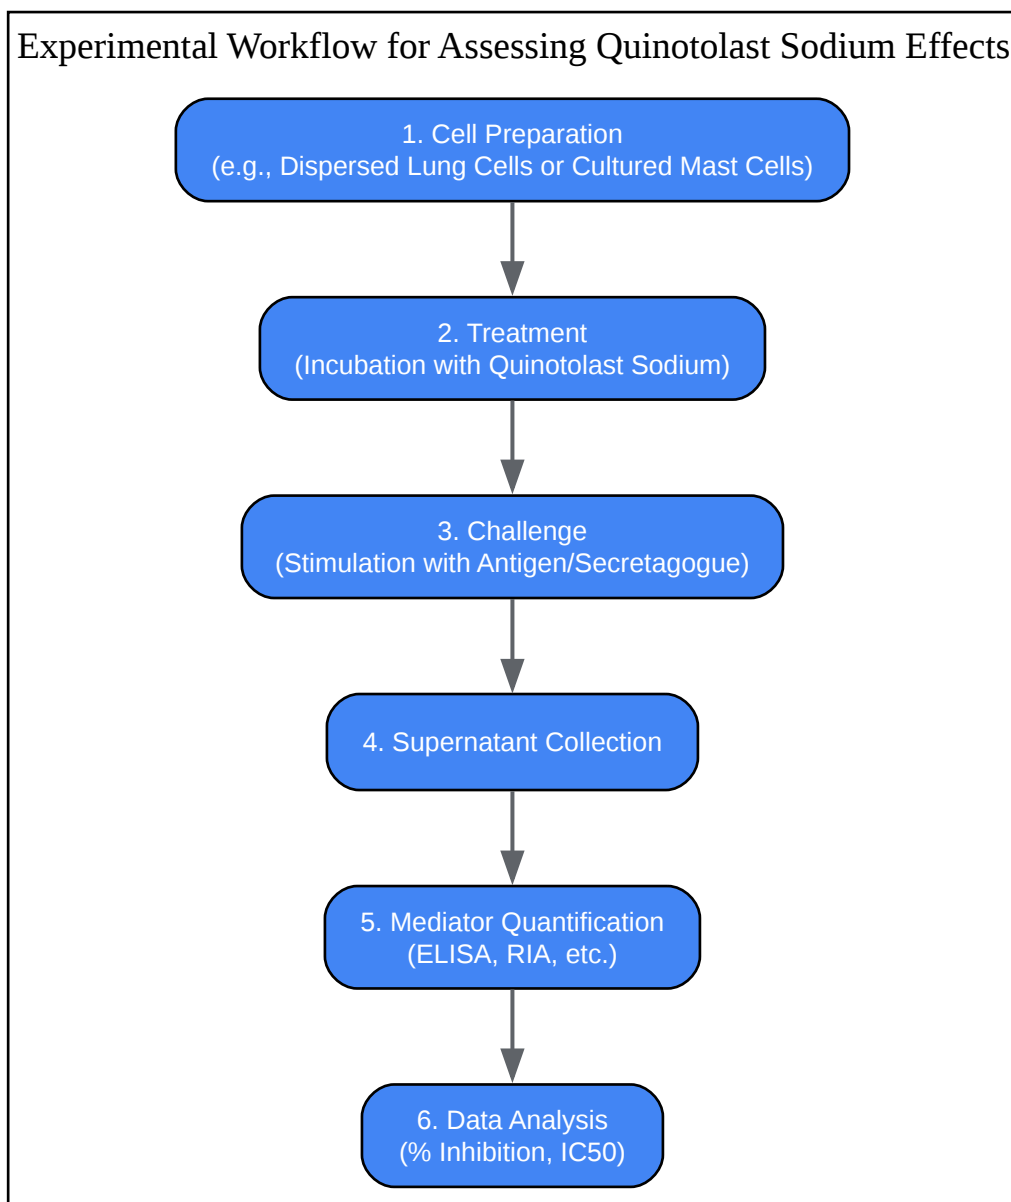 Experimental Workflow for Assessing Quinotolast Sodium Effects
1. Cell Preparation
(e.g., Dispersed Lung Cells or Cultured Mast Cells)
2. Treatment
(Incubation with Quinotolast Sodium)
3. Challenge
(Stimulation with Antigen/Secretagogue)
4. Supernatant Collection
5. Mediator Quantification
(ELISA, RIA, etc.)
6. Data Analysis
(% Inhibition, IC50)